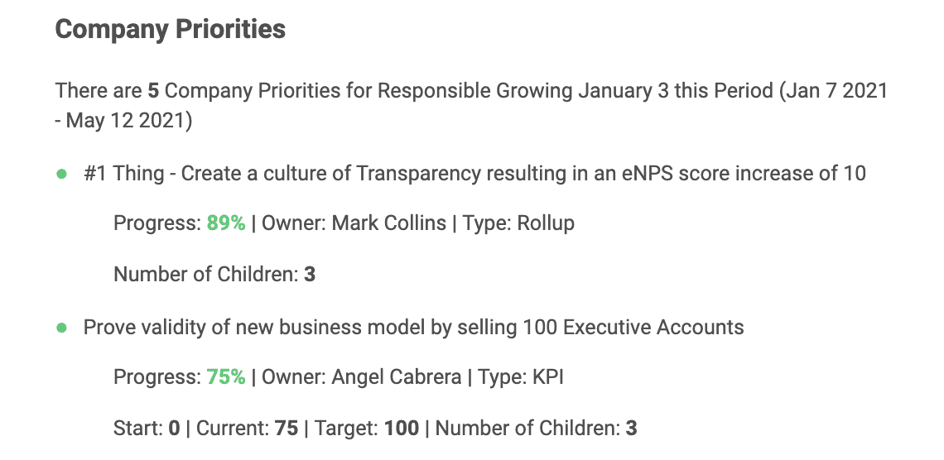 Company Priorities
There are 5 Company Priorities for Responsible Growing January 3 this Period (Jan 7 2021
- May 12 2021)
#1 Thing - Create a culture of Transparency resulting in an eNPS score increase of 10
Progress: 89% | Owner: Mark Collins | Type: Rollup
Number of Children: 3
Prove validity of new business model by selling 100 Executive Accounts
Progress: 75% | Owner: Angel Cabrera | Type: KPI
Start: 0 | Current: 75 | Target: 100 | Number of Children: 3